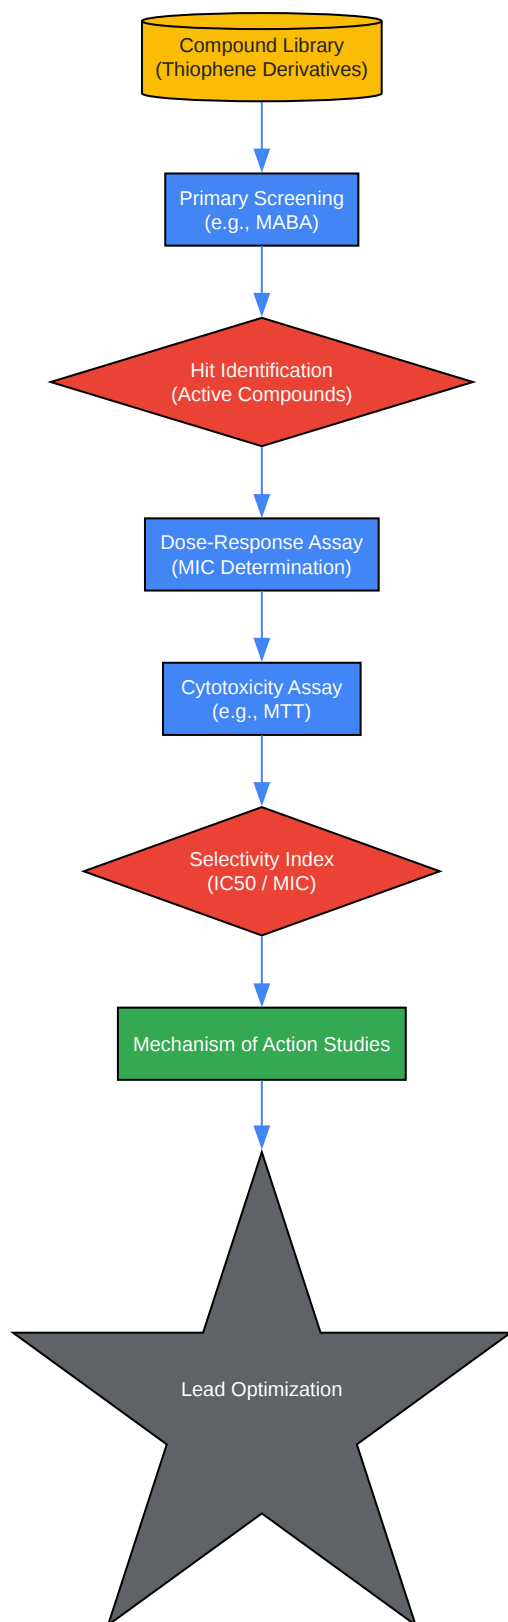 Compound Library
(Thiophene Derivatives)
Primary Screening
(e.g., MABA)
Hit Identification
(Active Compounds)
Dose-Response Assay
(MIC Determination)
Cytotoxicity Assay
(e.g., MTT)
Selectivity Index
(IC50 / MIC)
Mechanism of Action Studies
Lead Optimization